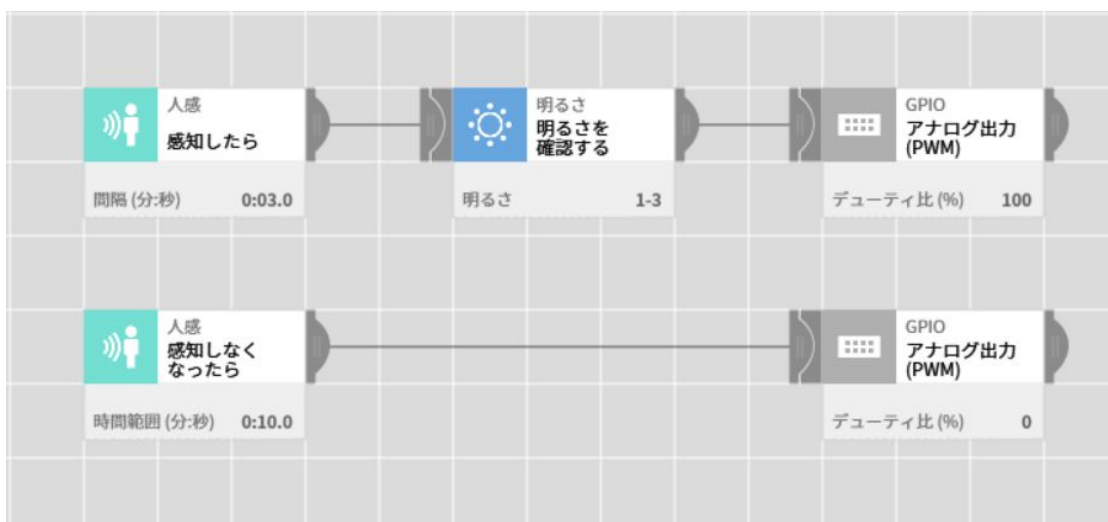 人感
感知したら
間隔 (分:秒) 0:03.0
明るさ
明るさを
確認する
明るさ 1-3
GPIO
アナログ出力
(PWM)
デューティ比 (%) 100
人感
感知しなく
なったら
時間範囲 (分:秒) 0:10.0
GPIO
アナログ出力
(PWM)
デューティ比 (%) 0